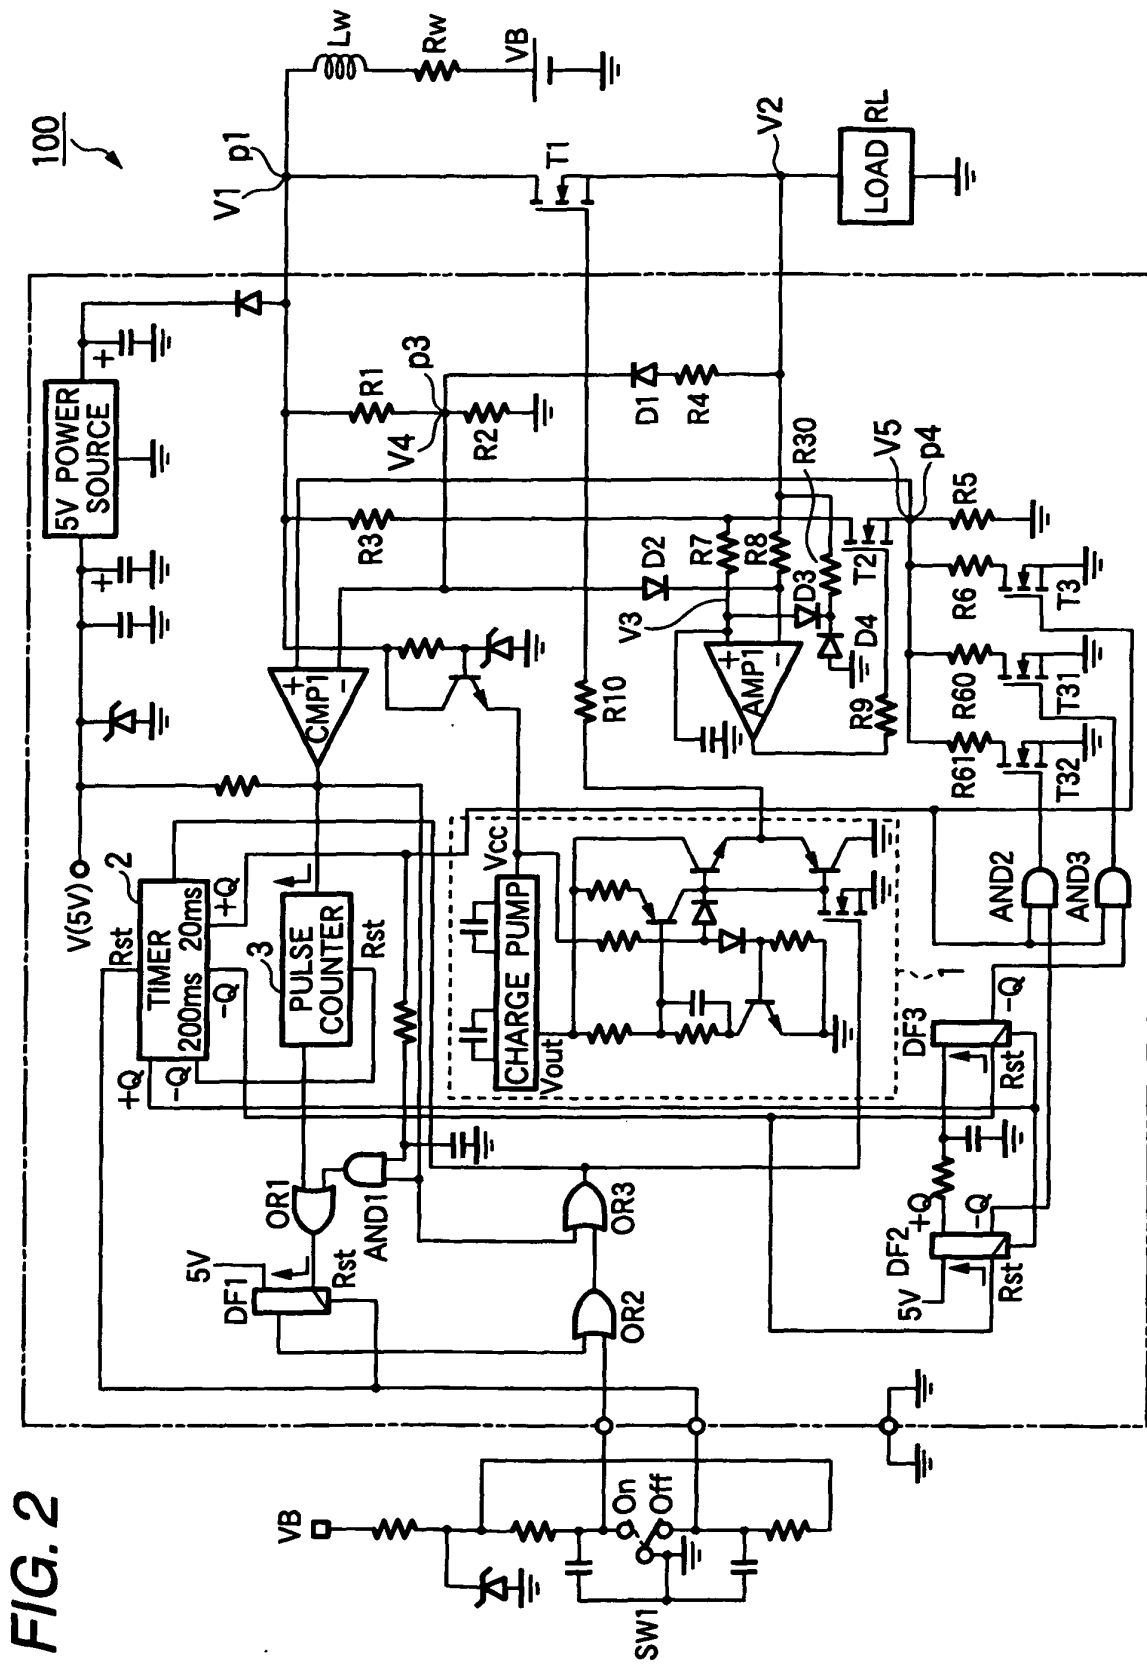 FIG. 2
100
VB
SW1
On
Off
5V
DF1
Rst
OR1
AND1
OR2
OR3
+Q
-Q
Rst
TIMER
2
200ms
20ms
-Q
+Q
V(5V)
3
PULSE
COUNTER
Rst
5V POWER
SOURCE
+
+
CMP1
+
-
CHARGE PUMP
Vcc
Vout
1
R10
R3
R1
V4
p3
R2
D1
R4
D2
V1
p1
Lw
Rw
VB
T1
V2
LOAD
RL
V3
R7
R8
R30
D3
D4
AMP1
+
-
R9
T2
V5
p4
R5
R6
R60
R61
T3
T31
T32
AND2
AND3
DF2
5V
+Q
-Q
Rst
DF3
-Q
Rst